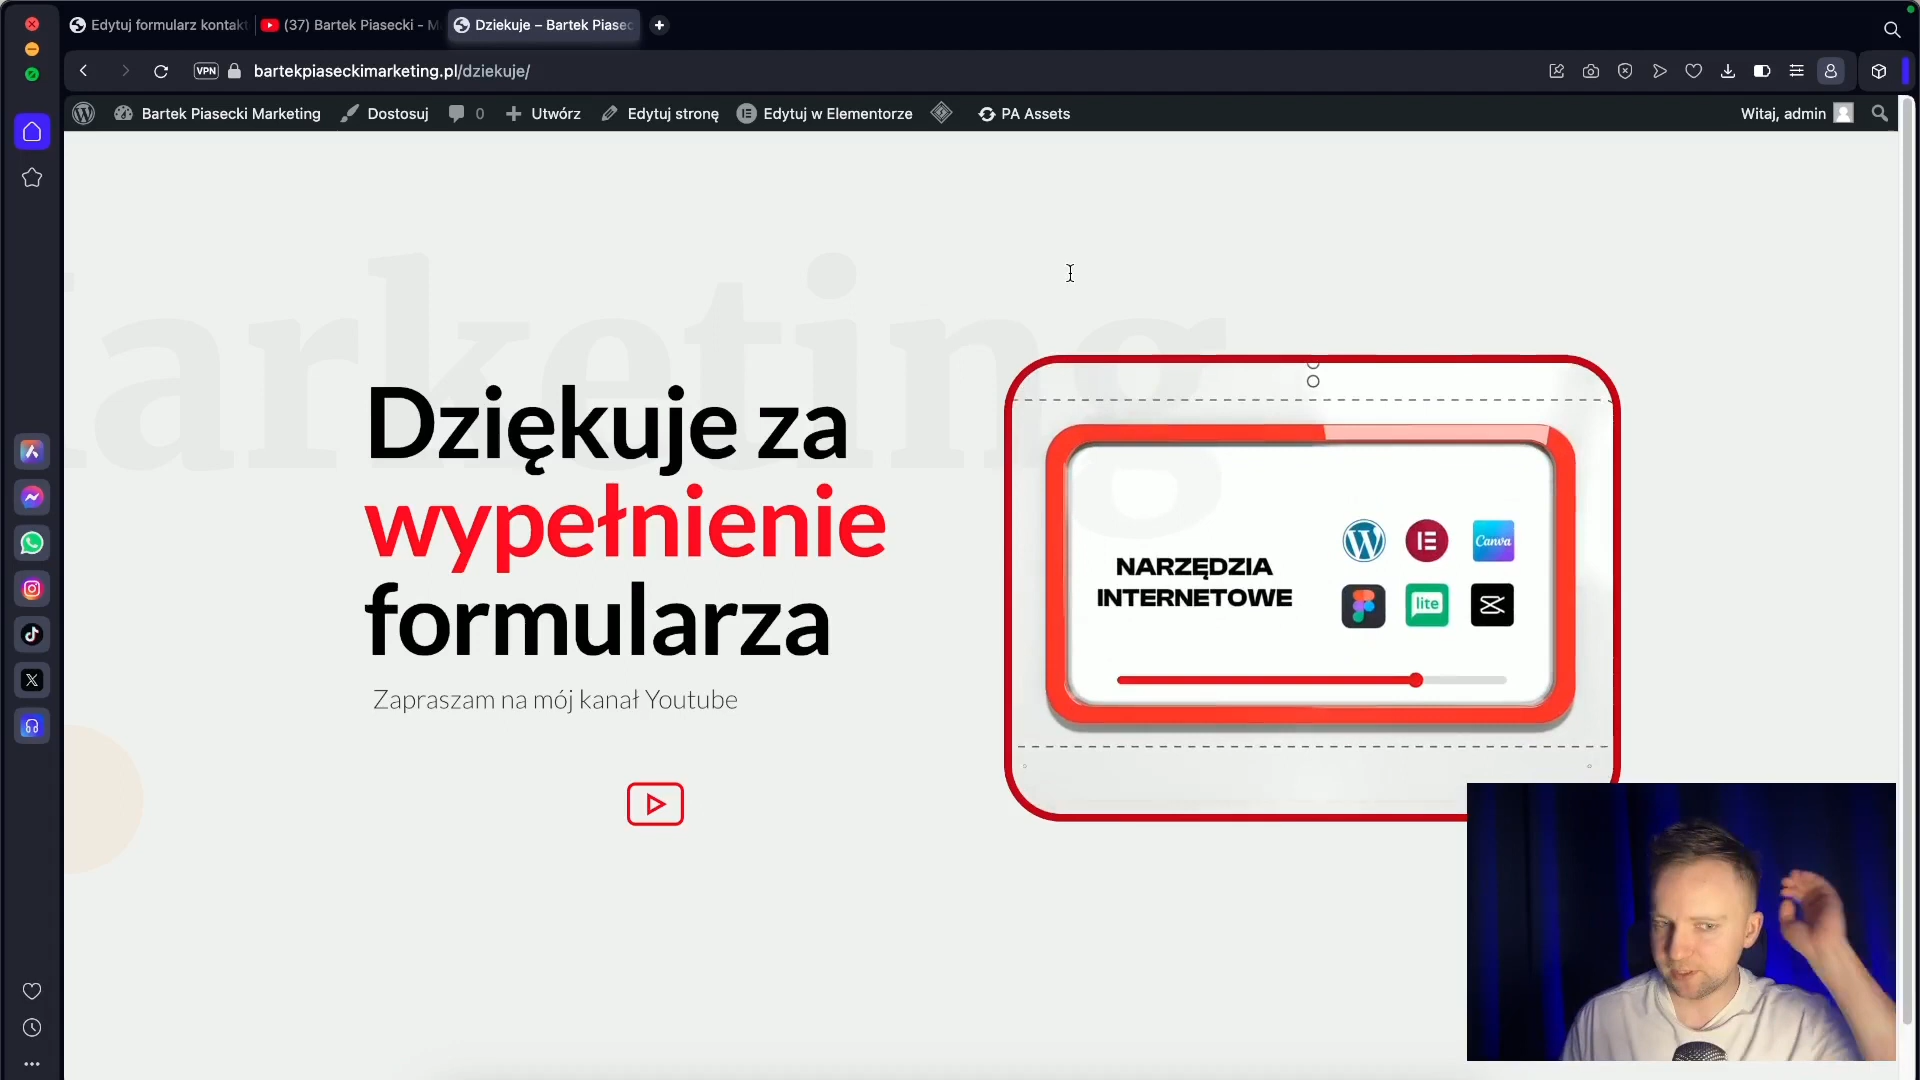 Edytuj formularz kontakt
(37) Bartek Piasecki - M
Dziekuje – Bartek Piasec
VPN
bartekpiaseckimarketing.pl/dziekuje/
Bartek Piasecki Marketing
Dostosuj
0
Utwórz
Edytuj stronę
Edytuj w Elementorze
PA Assets
Witaj, admin
arketing
Dziękuje za
wypełnienie
formularza
Zapraszam na mój kanał Youtube
NARZĘDZIA
INTERNETOWE
Canva
lite